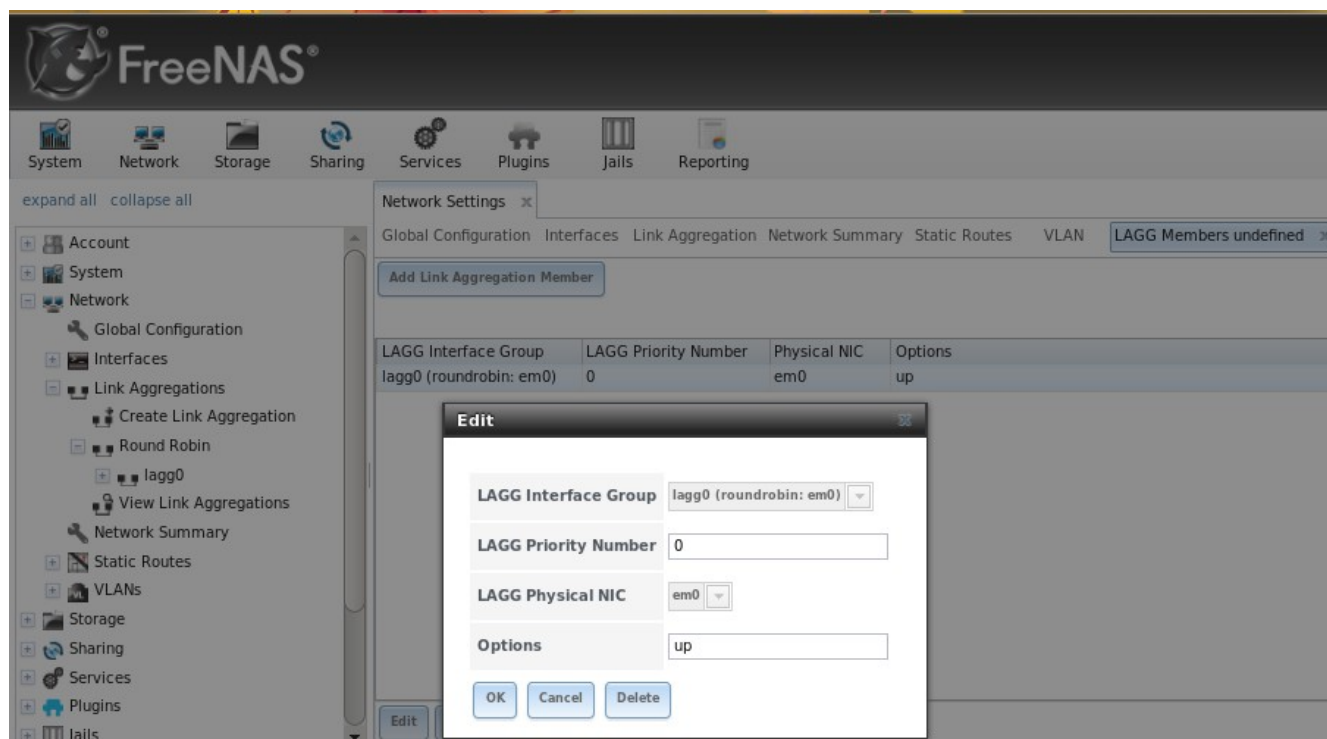 FreeNAS®
System Network Storage Sharing Services Plugins Jails Reporting
expand all collapse all
Account
System
Network
Global Configuration
Interfaces
Link Aggregations
Create Link Aggregation
Round Robin
lagg0
View Link Aggregations
Network Summary
Static Routes
VLANs
Storage
Sharing
Services
Plugins
Jails
Network Settings x
Global Configuration Interfaces Link Aggregation Network Summary Static Routes VLAN LAGG Members undefined
Add Link Aggregation Member
LAGG Interface Group LAGG Priority Number Physical NIC Options
lagg0 (roundrobin: em0) 0 em0 up
Edit
LAGG Interface Group lagg0 (roundrobin: em0)
LAGG Priority Number 0
LAGG Physical NIC em0
Options up
OK Cancel Delete
Edit